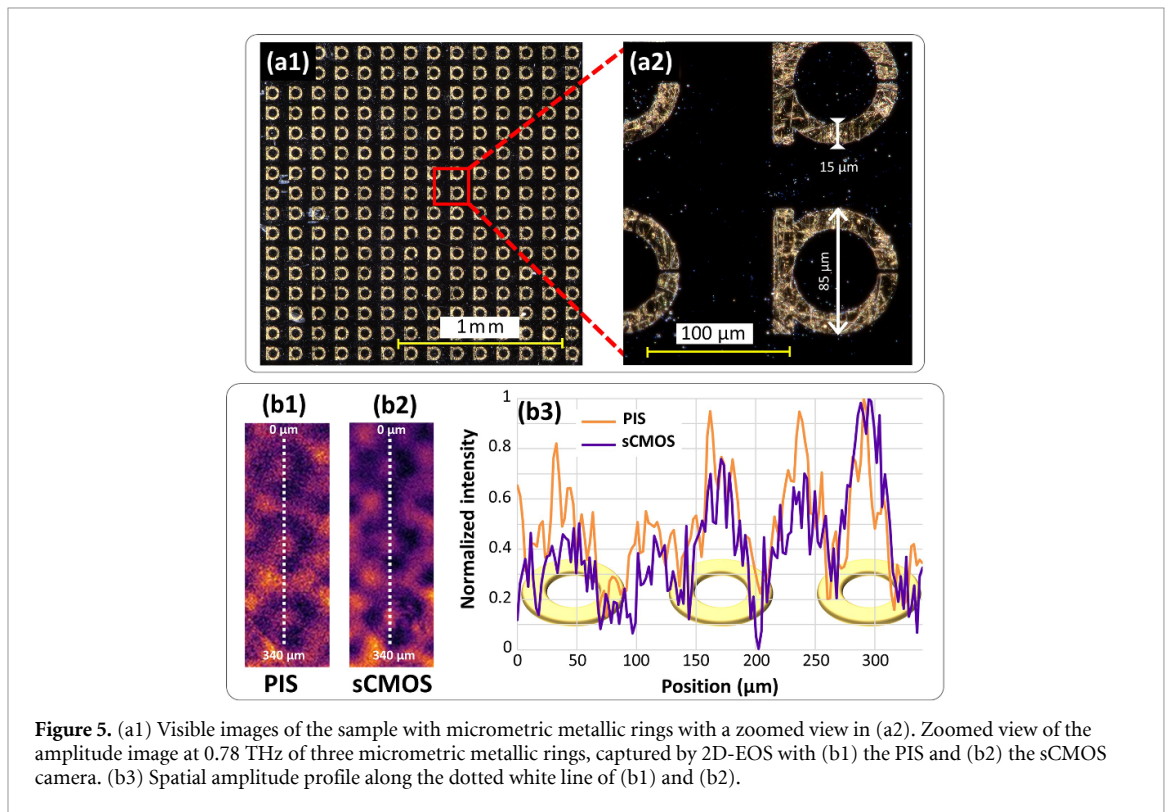 (a1)
1mm
(a2)
15 µm
85 µm
100 µm
(b1)
0 µm
340 µm
PIS
(b2)
0 µm
340 µm
sCMOS
(b3)
PIS
sCMOS
Normalized intensity
1
0.8
0.6
0.4
0.2
0
0 50 100 150 200 250 300
Position (µm)
Figure 5. (a1) Visible images of the sample with micrometric metallic rings with a zoomed view in (a2). Zoomed view of the
amplitude image at 0.78 THz of three micrometric metallic rings, captured by 2D-EOS with (b1) the PIS and (b2) the sCMOS
camera. (b3) Spatial amplitude profile along the dotted white line of (b1) and (b2).